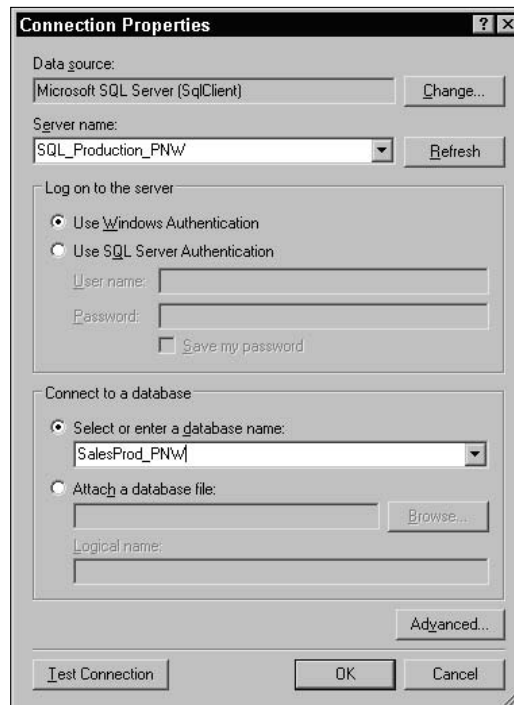 Connection Properties
Data source:
Microsoft SQL Server (SqlClient)
Change...
Server name:
SQL_Production_PNW
Refresh
Log on to the server
Use Windows Authentication
Use SQL Server Authentication
User name:
Password:
Save my password
Connect to a database
Select or enter a database name:
SalesProd_PNW
Attach a database file:
Browse...
Logical name:
Advanced...
Test Connection
OK
Cancel